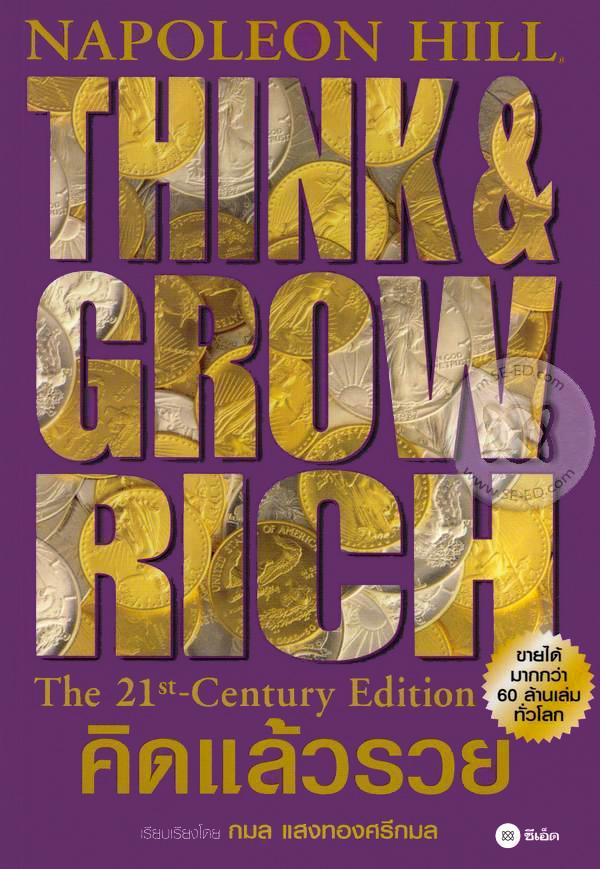 NAPOLEON HILL
THINK &
GROW
RICH
www.SE-ED.com
The 21st-Century Edition
ขายได้
มากกว่า
60 ล้านเล่ม
ทั่วโลก
คิดแล้วรวย
เรียบเรียงโดย กมล แสงทองศรีกมล
ซีเอ็ด